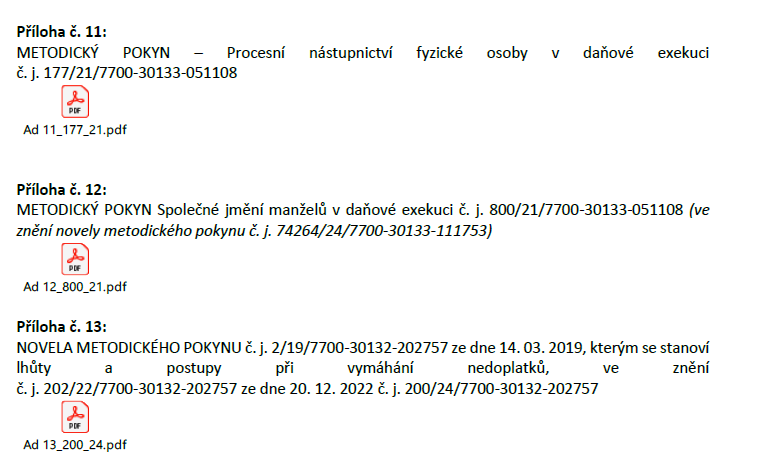 Příloha č. 11:
METODICKÝ POKYN – Procesní nástupnictví fyzické osoby v daňové exekuci
č. j. 177/21/7700-30133-051108
PDF
Ad 11_177_21.pdf
Příloha č. 12:
METODICKÝ POKYN Společné jmění manželů v daňové exekuci č. j. 800/21/7700-30133-051108 (ve
znění novely metodického pokynu č. j. 74264/24/7700-30133-111753)
PDF
Ad 12_800_21.pdf
Příloha č. 13:
NOVELA METODICKÉHO POKYNU č. j. 2/19/7700-30132-202757 ze dne 14. 03. 2019, kterým se stanoví
lhůty a postupy při vymáhání nedoplatků, ve znění
č. j. 202/22/7700-30132-202757 ze dne 20. 12. 2022 č. j. 200/24/7700-30132-202757
PDF
Ad 13_200_24.pdf